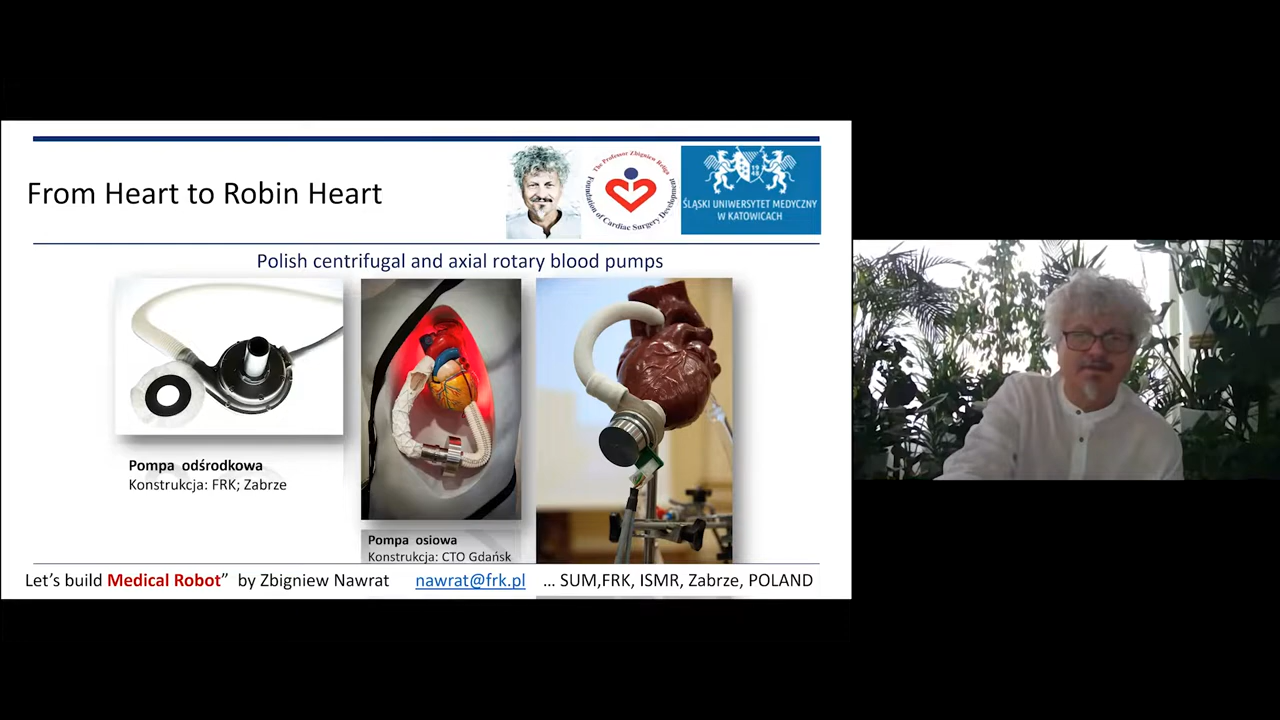 From Heart to Robin Heart
The Professor Zbigniew Religa
Foundation of Cardiac Surgery Development
ŚLĄSKI UNIWERSYTET MEDYCZNY
W KATOWICACH
Polish centrifugal and axial rotary blood pumps
Pompa odśrodkowa
Konstrukcja: FRK; Zabrze
Pompa osiowa
Konstrukcja: CTO Gdańsk
Let’s build Medical Robot” by Zbigniew Nawrat nawrat@frk.pl ... SUM,FRK, ISMR, Zabrze, POLAND